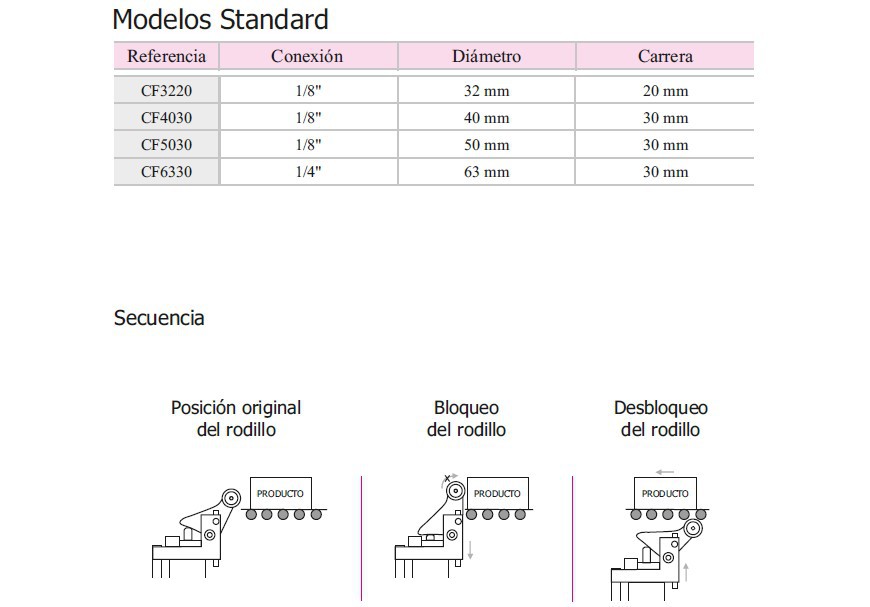 Modelos Standard
Referencia Conexión Diámetro Carrera
CF3220 1/8" 32 mm 20 mm
CF4030 1/8" 40 mm 30 mm
CF5030 1/8" 50 mm 30 mm
CF6330 1/4" 63 mm 30 mm
Secuencia
Posición original
del rodillo
Bloqueo
del rodillo
Desbloqueo
del rodillo
PRODUCTO
PRODUCTO
PRODUCTO